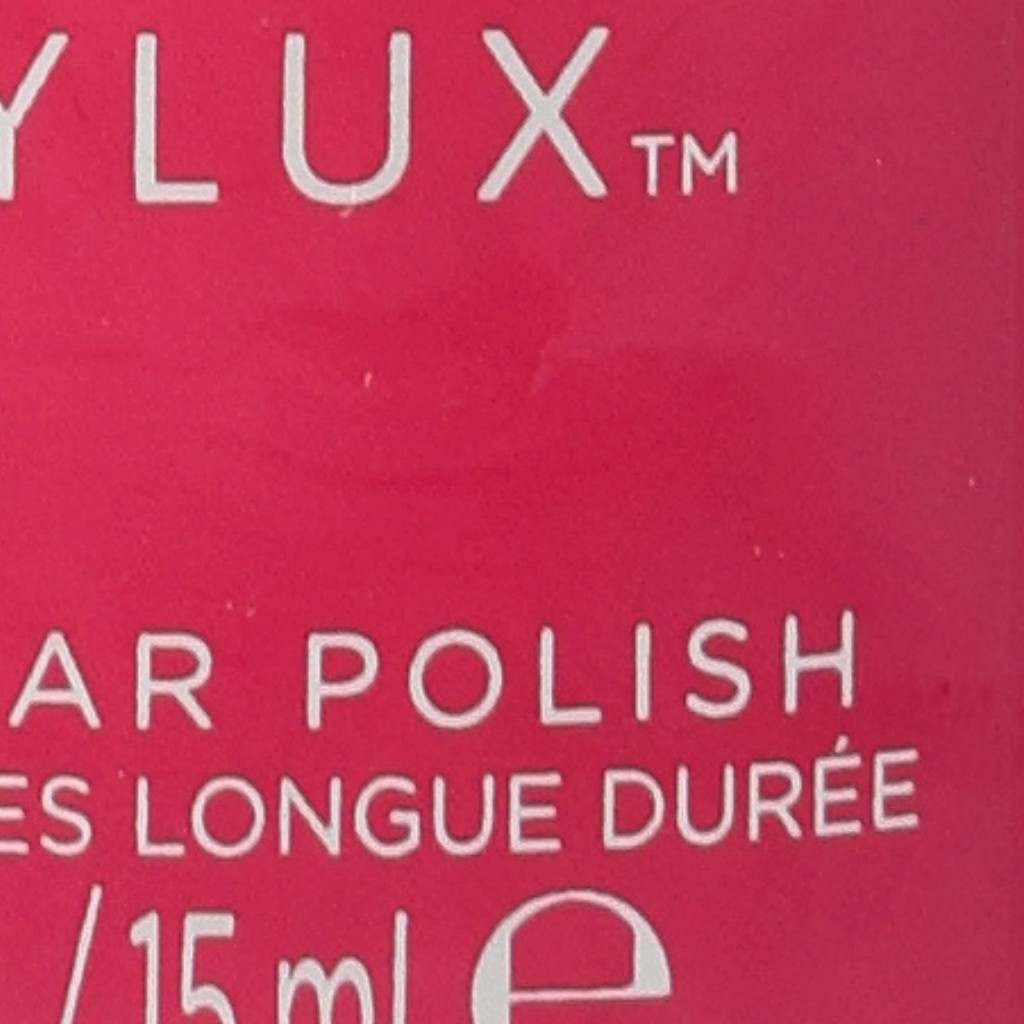 YLUX™
AR POLISH
ES LONGUE DURÉE
/ 15 ml e